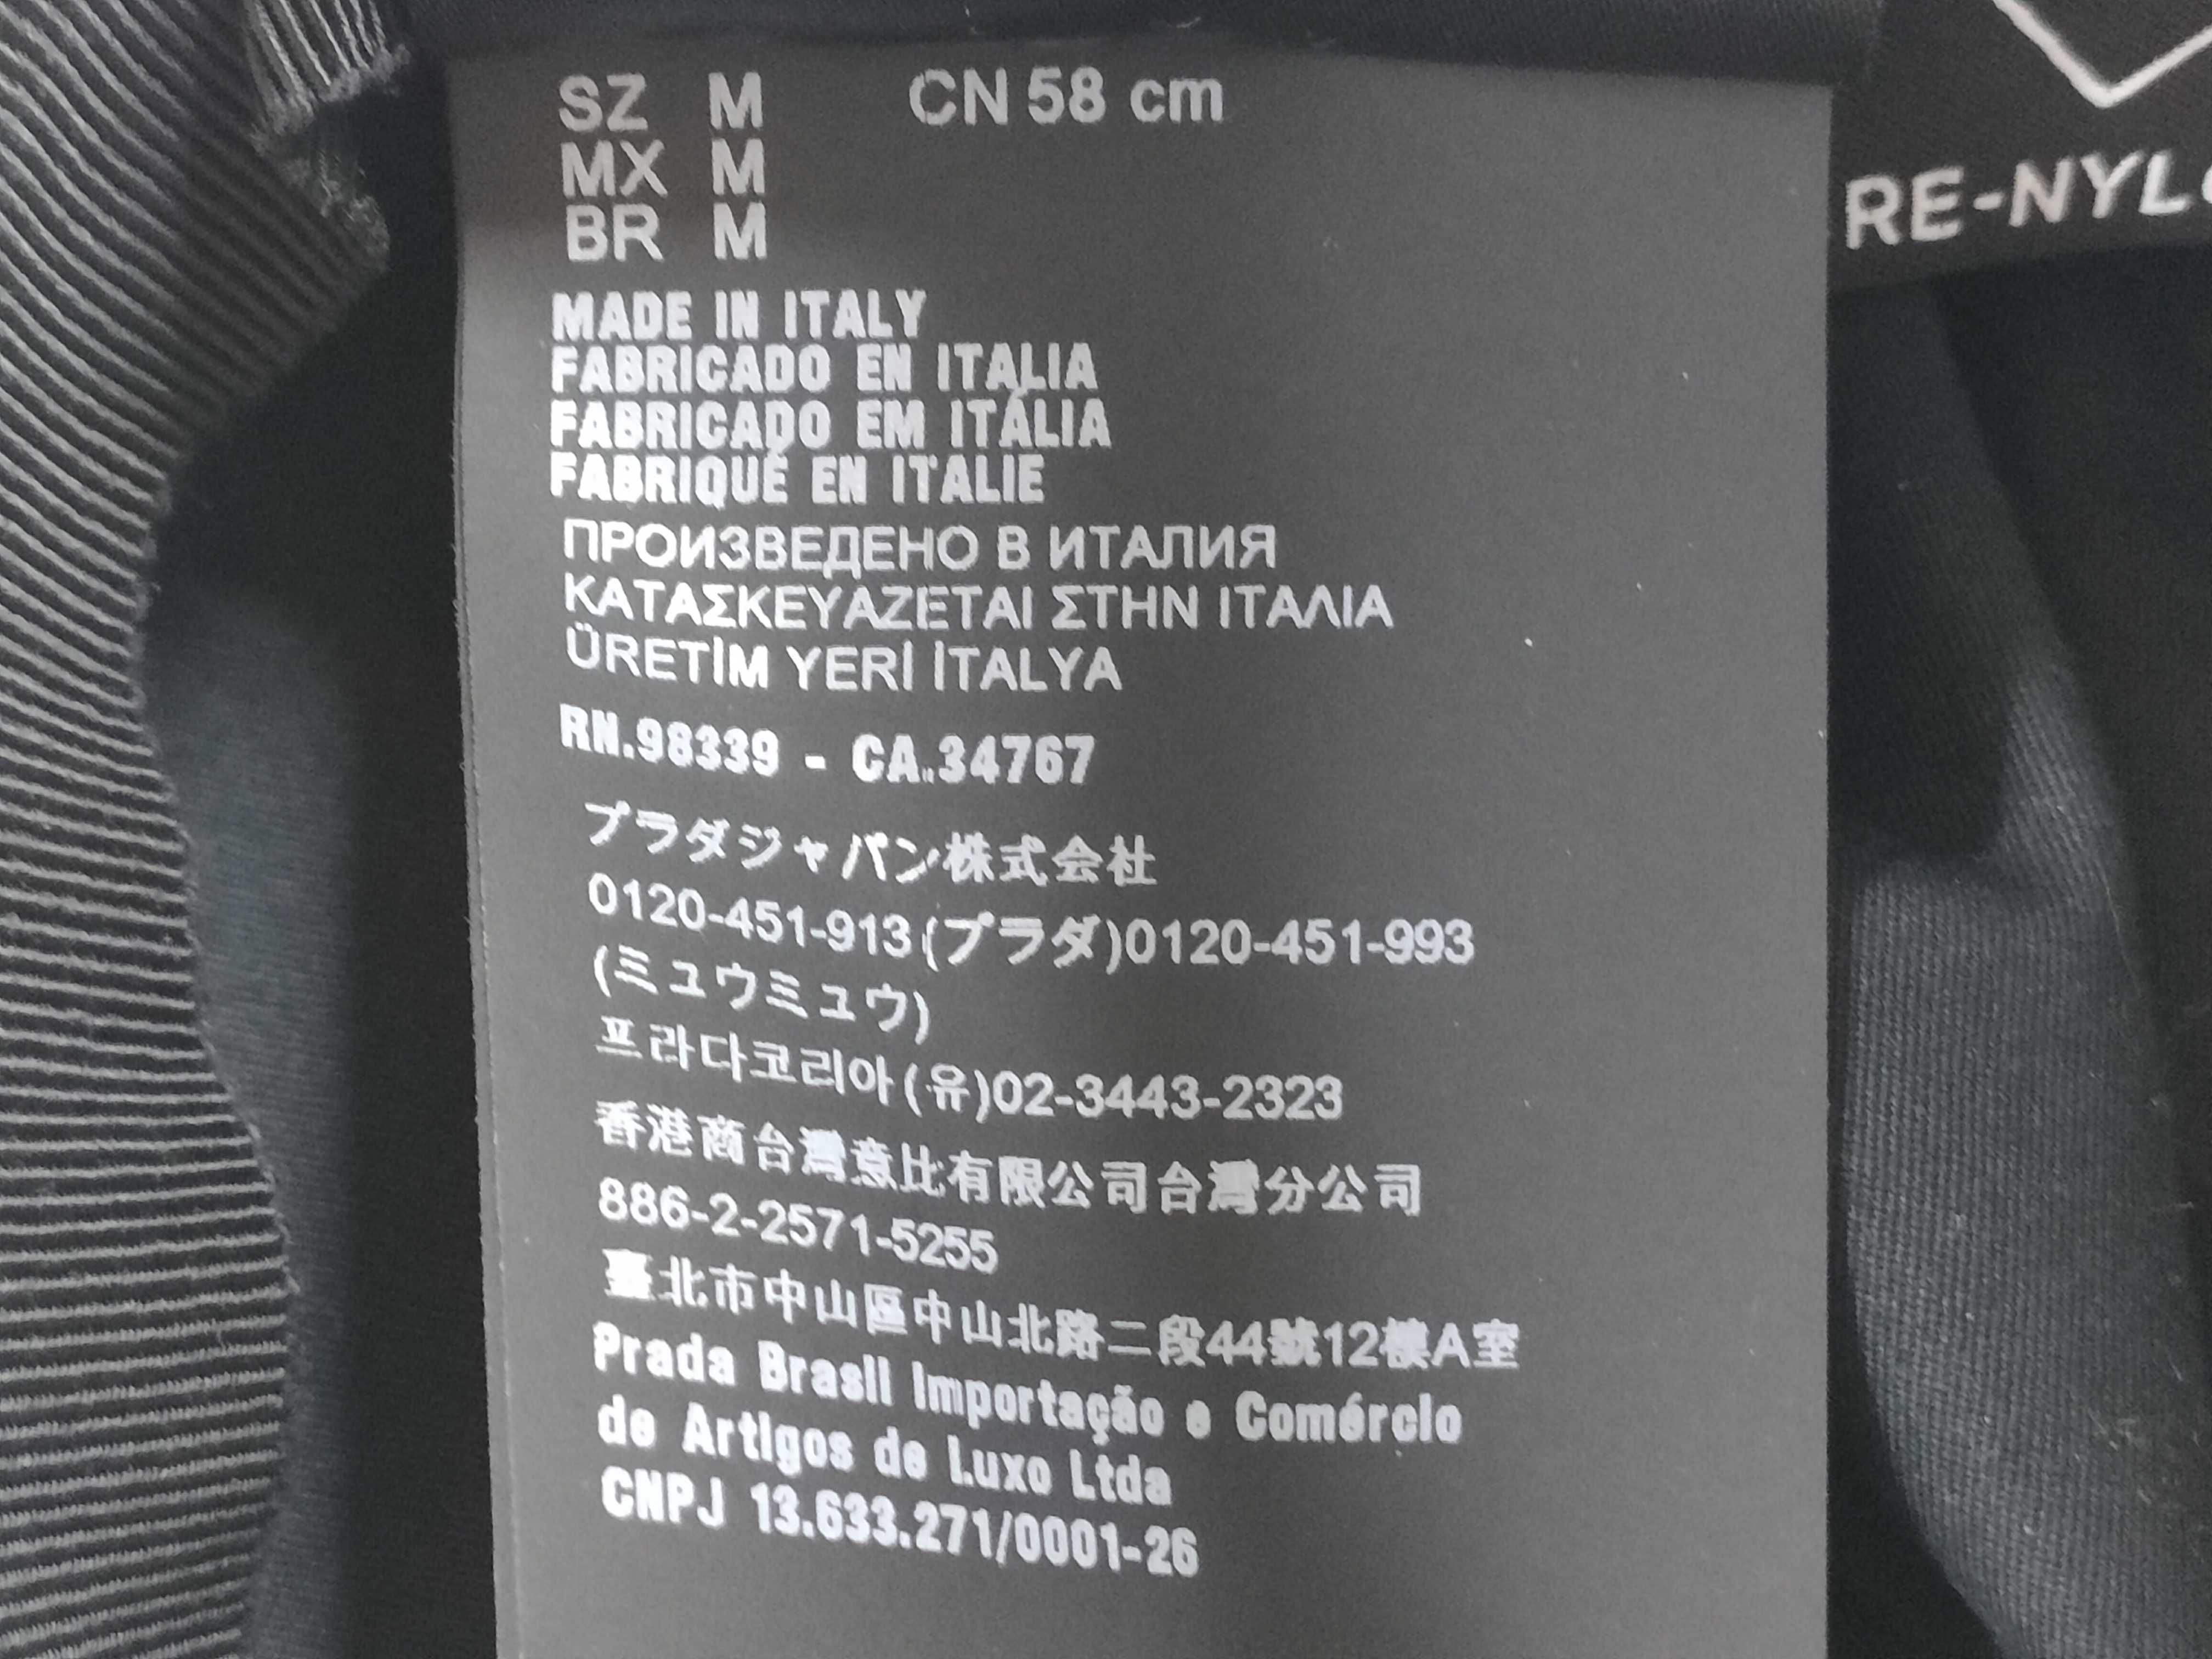 SZ M CN 58 cm
MX M
BR M
MADE IN ITALY
FABRICADO EN ITALIA
FABRICADO EM ITÁLIA
FABRIQUÉ EN ITALIE
ПРОИЗВЕДЕНО В ИТАЛИЯ
ΚΑΤΑΣΚΕΥΑΖΕΤΑΙ ΣΤΗΝ ΙΤΑΛΙΑ
ÜRETİM YERİ İTALYA
RN.98339 - CA.34767
プラダジャパン株式会社
0120-451-913(プラダ)0120-451-993
(ミュウミュウ)
프라다코리아(유)02-3443-2323
香港商台灣意比有限公司台灣分公司
886-2-2571-5255
臺北市中山區中山北路二段44號12樓A室
Prada Brasil Importação e Comércio
de Artigos de Luxo Ltda
CNPJ 13.633.271/0001-26
RE-NYL